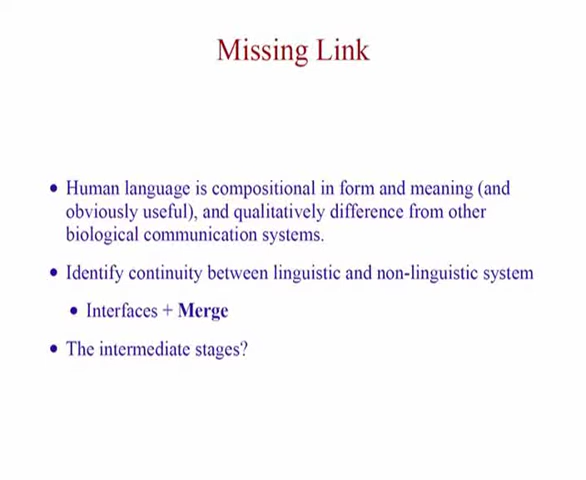 Missing Link
• Human language is compositional in form and meaning (and
obviously useful), and qualitatively difference from other
biological communication systems.
• Identify continuity between linguistic and non-linguistic system
• Interfaces + Merge
• The intermediate stages?